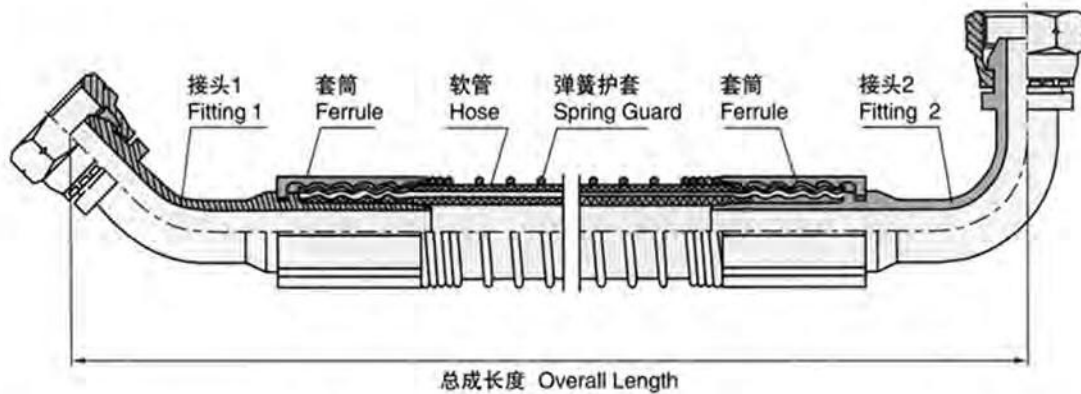 接头1
Fitting 1
套筒
Ferrule
软管
Hose
弹簧护套
Spring Guard
套筒
Ferrule
接头2
Fitting 2
总成长度 Overall Length